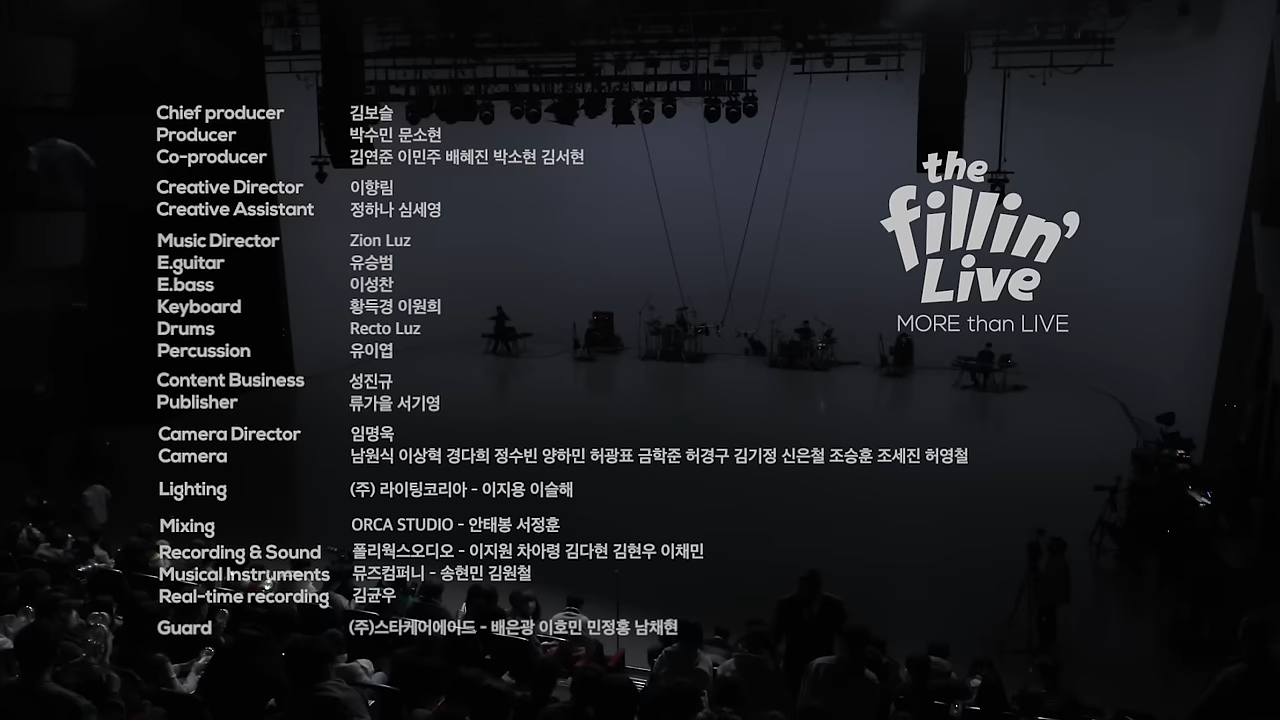 Chief producer 김보슬
Producer 박수민 문소현
Co-producer 김연준 이민주 배혜진 박소현 김서현
Creative Director 이향림
Creative Assistant 정하나 심세영
Music Director Zion Luz
E.guitar 유승범
E.bass 이성찬
Keyboard 황득경 이원희
Drums Recto Luz
Percussion 유이엽
Content Business 성진규
Publisher 류가을 서기영
Camera Director 임명욱
Camera 남원식 이상혁 경다희 정수빈 양하민 허광표 금학준 허경구 김기정 신은철 조승훈 조세진 허영철
Lighting (주) 라이팅코리아 - 이지용 이슬해
Mixing ORCA STUDIO - 안태봉 서정훈
Recording & Sound 폴리웍스오디오 - 이지원 차아령 김다현 김현우 이채민
Musical Instruments 뮤즈컴퍼니 - 송현민 김원철
Real-time recording 김균우
Guard (주)스타케어에어드 - 배은광 이호민 민정홍 남채현
the
fillin'
Live
MORE than LIVE